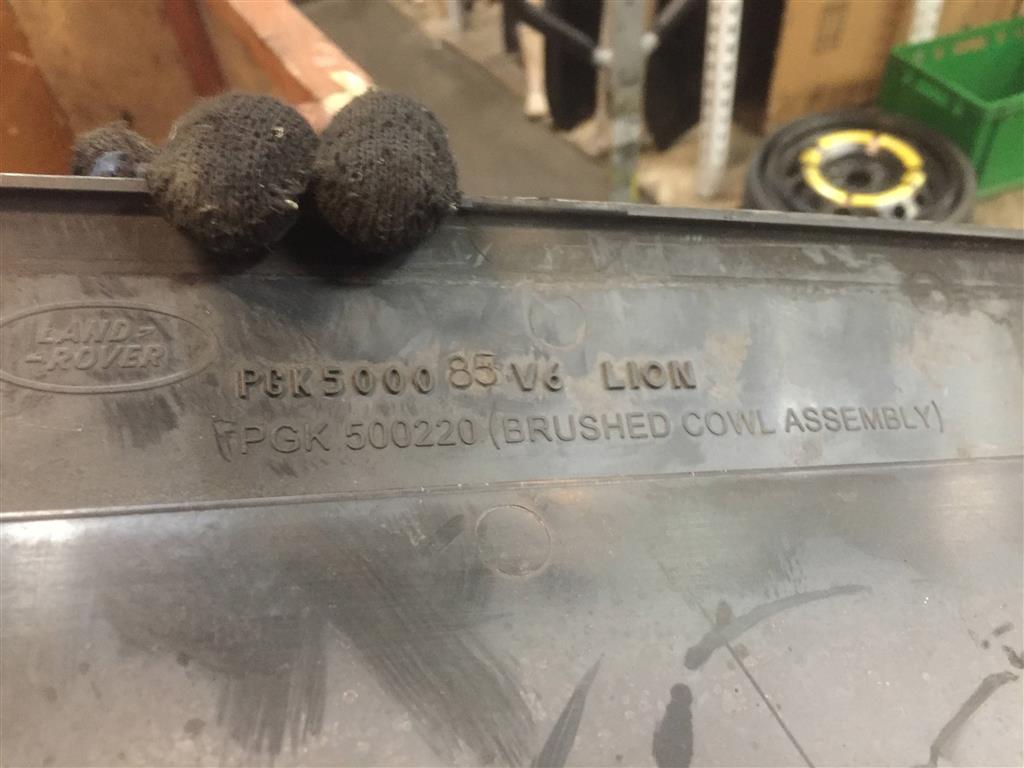 LAND-
-ROVER
PGK500085 V6 LION
PGK 500220 (BRUSHED COWL ASSEMBLY)